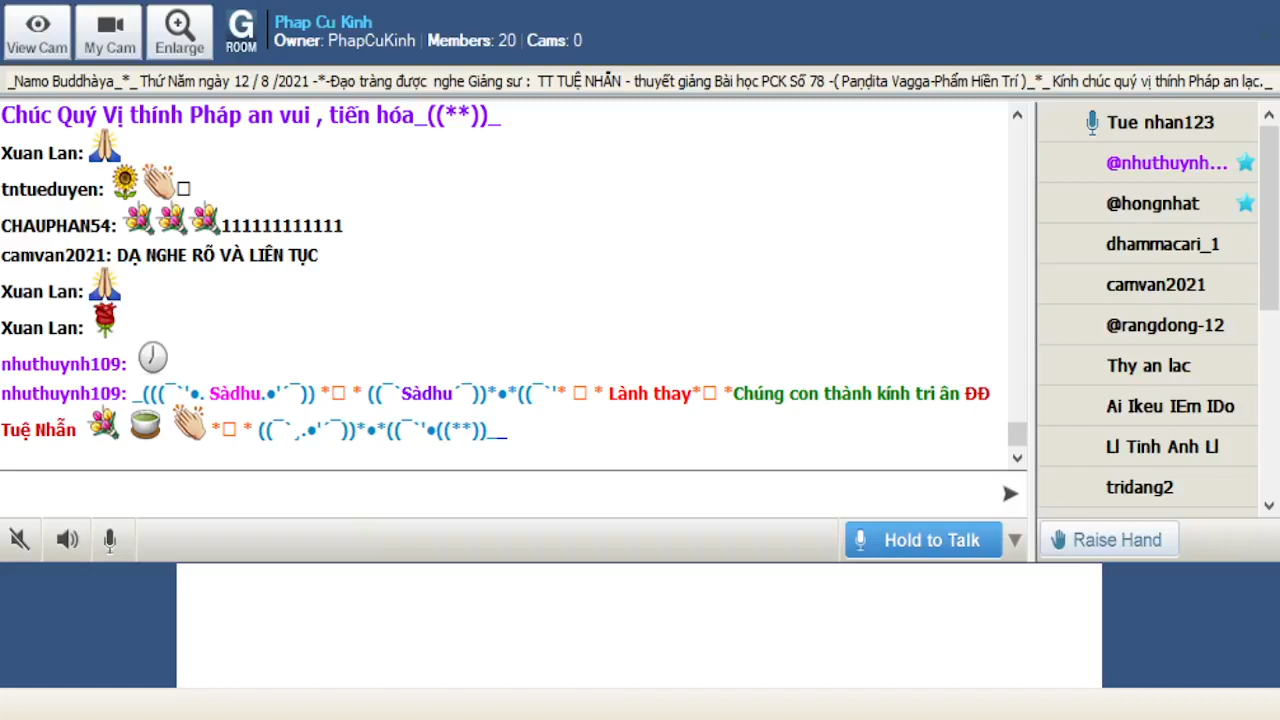 View Cam
My Cam
Enlarge
G
ROOM
Phap Cu Kinh
Owner: PhapCuKinh | Members: 20 | Cams: 0
_Namo Buddhàya_*_ Thứ Năm ngày 12 / 8 /2021 -*-Đạo tràng được nghe Giảng sư : TT TUỆ NHẪN - thuyết giảng Bài học PCK Số 78 -( Paṇḍita Vagga-Phẩm Hiền Trí )_*_ Kính chúc quý vị thính Pháp an lạc._
Chúc Quý Vị thính Pháp an vui , tiến hóa_((**))_
Xuan Lan:
tntueduyen:
CHAUPHAN54: 111111111111
camvan2021: DẠ NGHE RÕ VÀ LIÊN TỤC
Xuan Lan:
Xuan Lan:
nhuthuynh109:
nhuthuynh109: _(((¯`'•. Sàdhu.•'´¯)) *□ * ((¯`Sàdhu´¯))*•*((¯`'* □ * Lành thay*□ *Chúng con thành kính tri ân ĐĐ
Tuệ Nhẫn *□ * ((¯`¸.•'´¯))*•*((¯`'•((**))__
Tue nhan123
@nhuthuynh...
@hongnhat
dhammacari_1
camvan2021
@rangdong-12
Thy an lac
Ai Ikeu IEm IDo
Ll Tinh Anh Ll
tridang2
Hold to Talk
Raise Hand